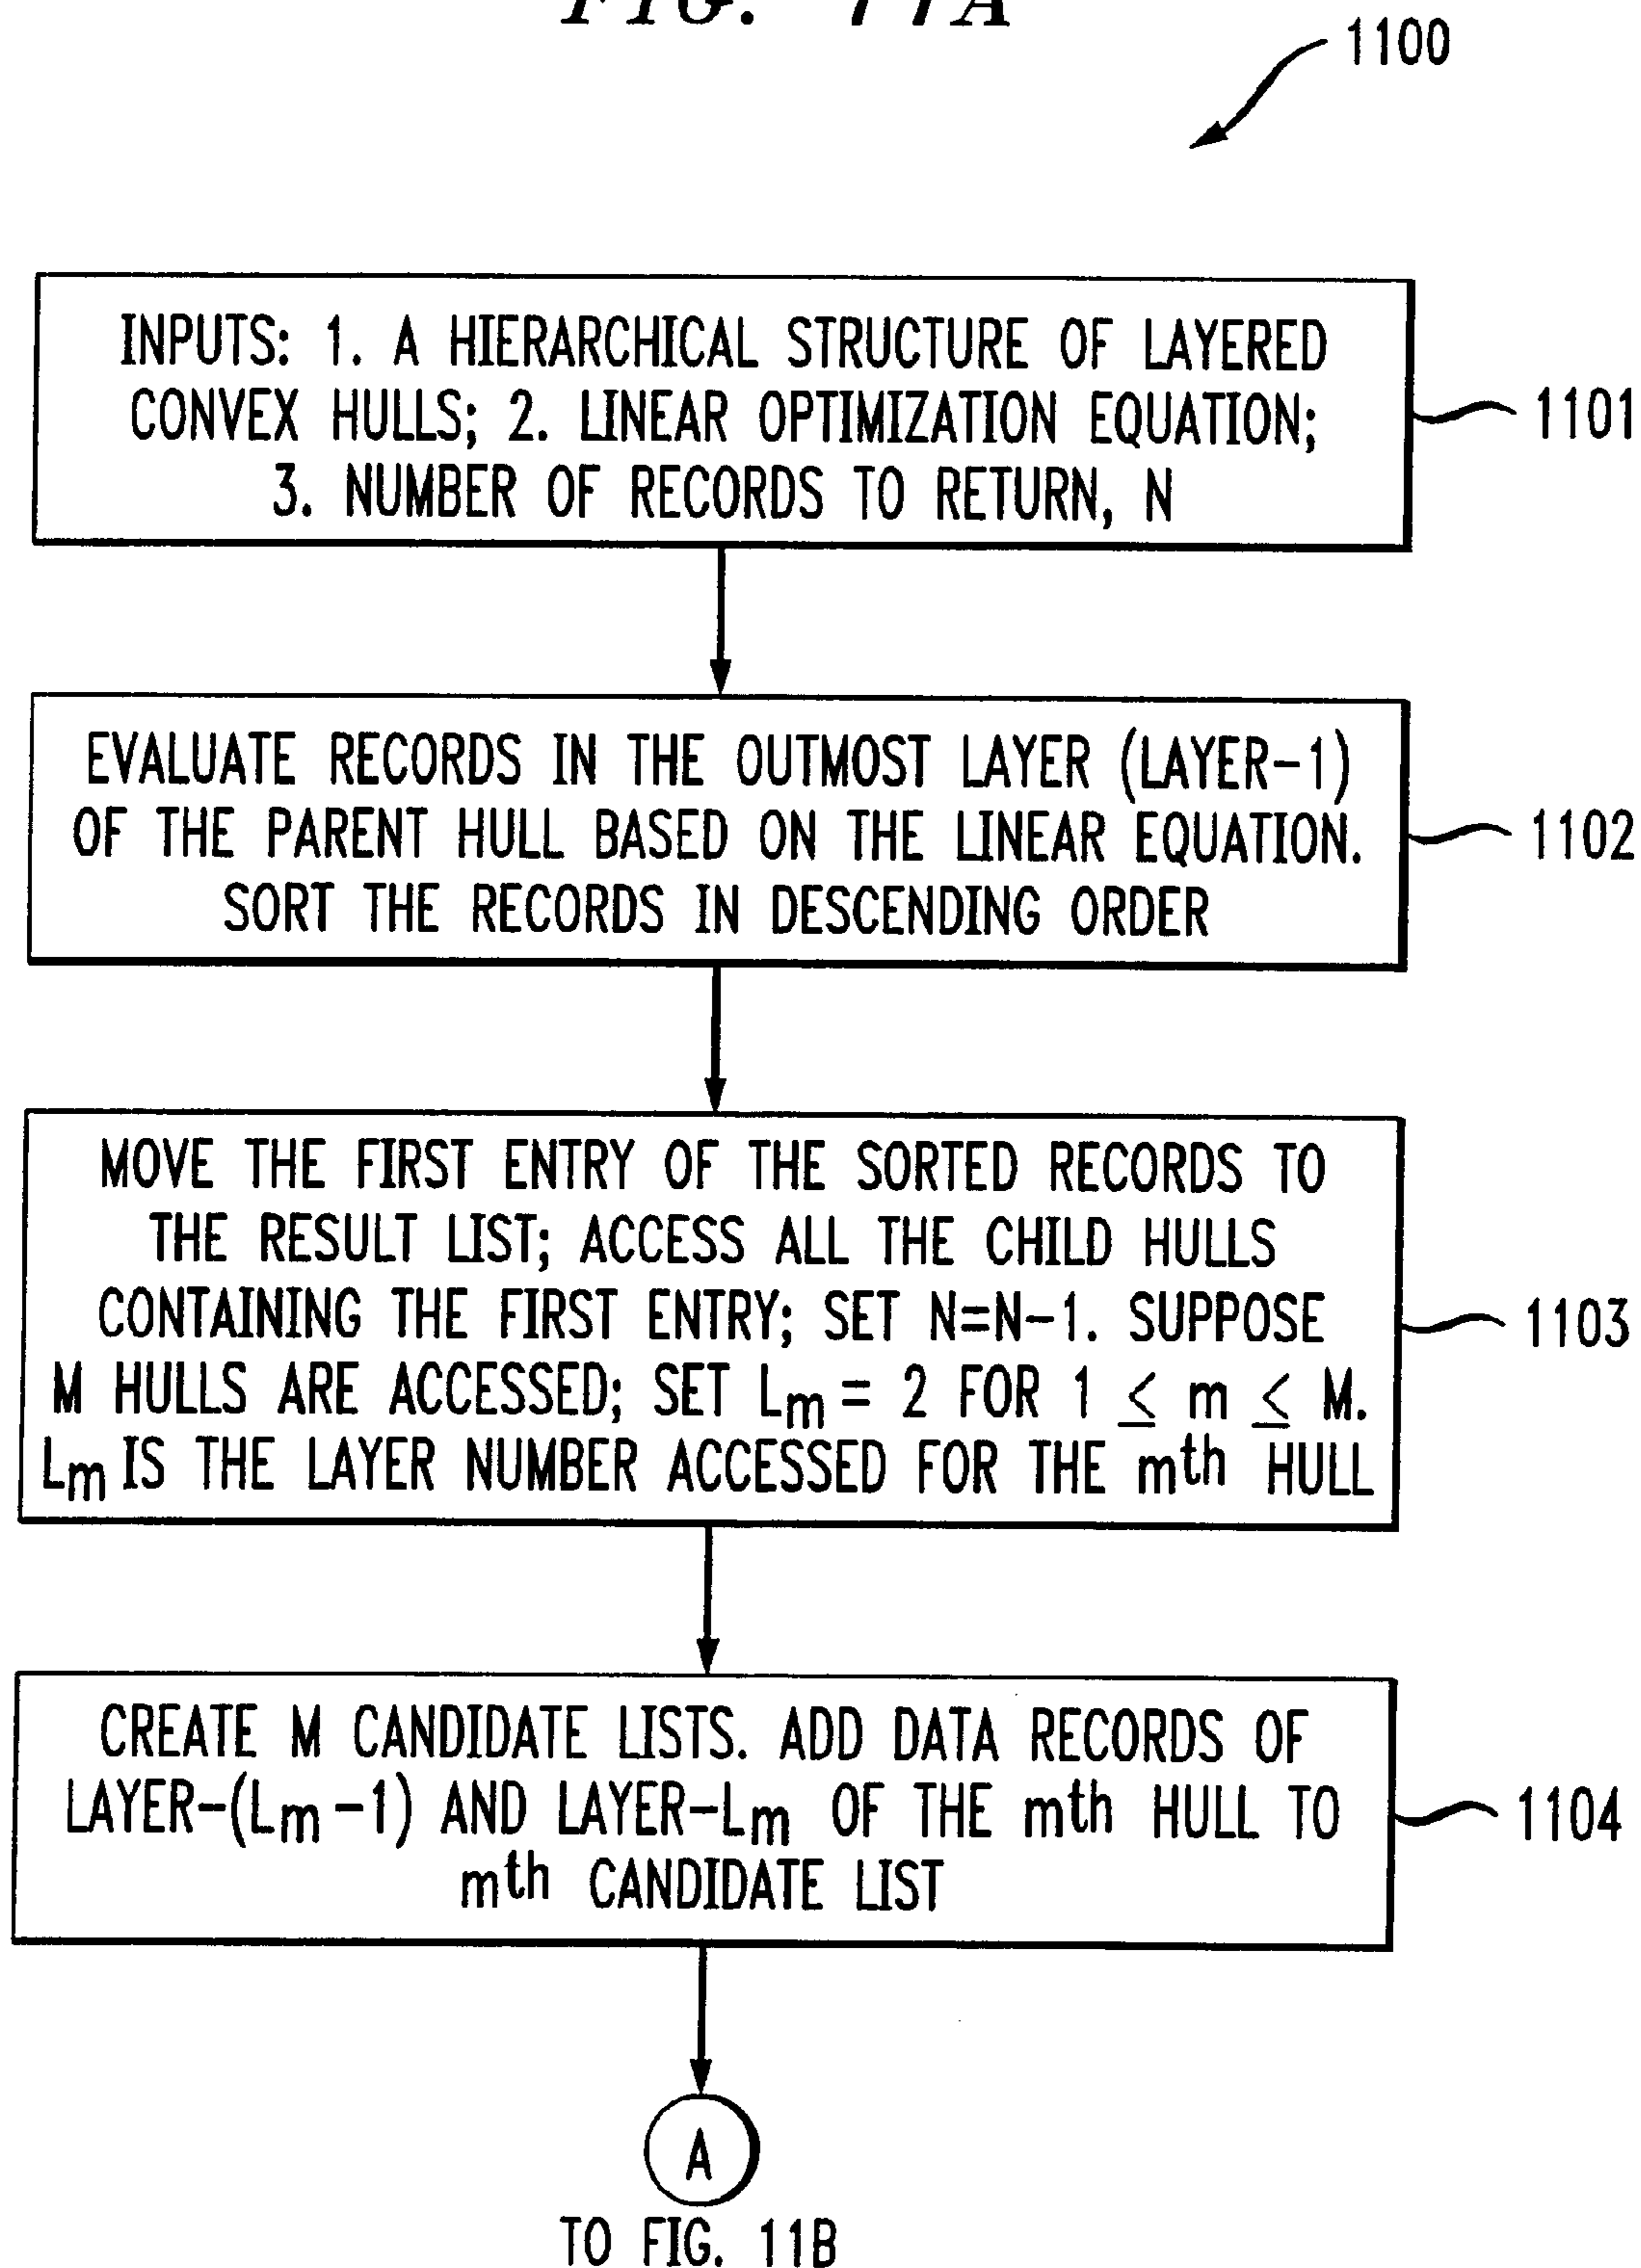 FIG. 11A
1100
INPUTS: 1. A HIERARCHICAL STRUCTURE OF LAYERED
CONVEX HULLS; 2. LINEAR OPTIMIZATION EQUATION;
3. NUMBER OF RECORDS TO RETURN, N
1101
EVALUATE RECORDS IN THE OUTMOST LAYER (LAYER-1)
OF THE PARENT HULL BASED ON THE LINEAR EQUATION.
SORT THE RECORDS IN DESCENDING ORDER
1102
MOVE THE FIRST ENTRY OF THE SORTED RECORDS TO
THE RESULT LIST; ACCESS ALL THE CHILD HULLS
CONTAINING THE FIRST ENTRY; SET N=N-1. SUPPOSE
M HULLS ARE ACCESSED; SET Lm = 2 FOR 1 ≤ m ≤ M.
Lm IS THE LAYER NUMBER ACCESSED FOR THE mth HULL
1103
CREATE M CANDIDATE LISTS. ADD DATA RECORDS OF
LAYER-(Lm-1) AND LAYER-Lm OF THE mth HULL TO
mth CANDIDATE LIST
1104
A
TO FIG. 11B